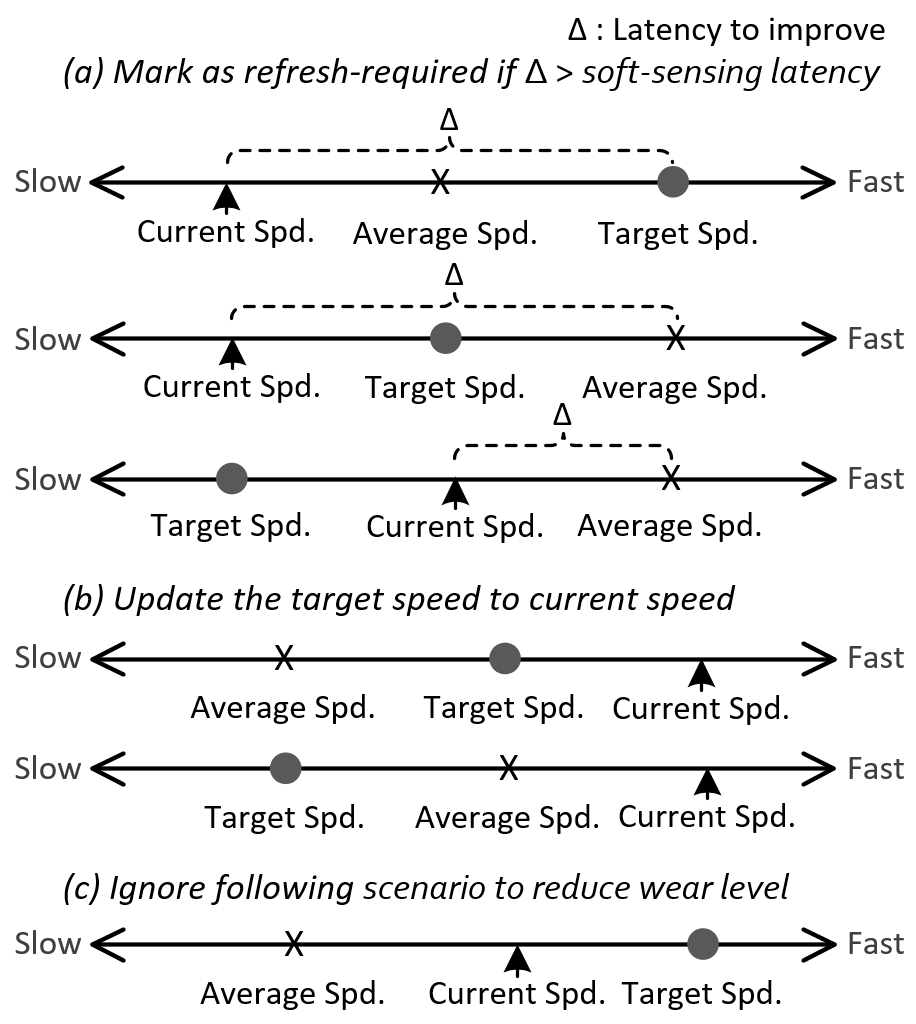 Δ : Latency to improve
(a) Mark as refresh-required if Δ > soft-sensing latency
Δ
Slow X Fast
Current Spd. Average Spd. Target Spd.
Δ
Slow X Fast
Current Spd. Target Spd. Average Spd.
Δ
Slow X Fast
Target Spd. Current Spd. Average Spd.
(b) Update the target speed to current speed
Slow X Fast
Average Spd. Target Spd. Current Spd.
Slow X Fast
Target Spd. Average Spd. Current Spd.
(c) Ignore following scenario to reduce wear level
Slow X Fast
Average Spd. Current Spd. Target Spd.